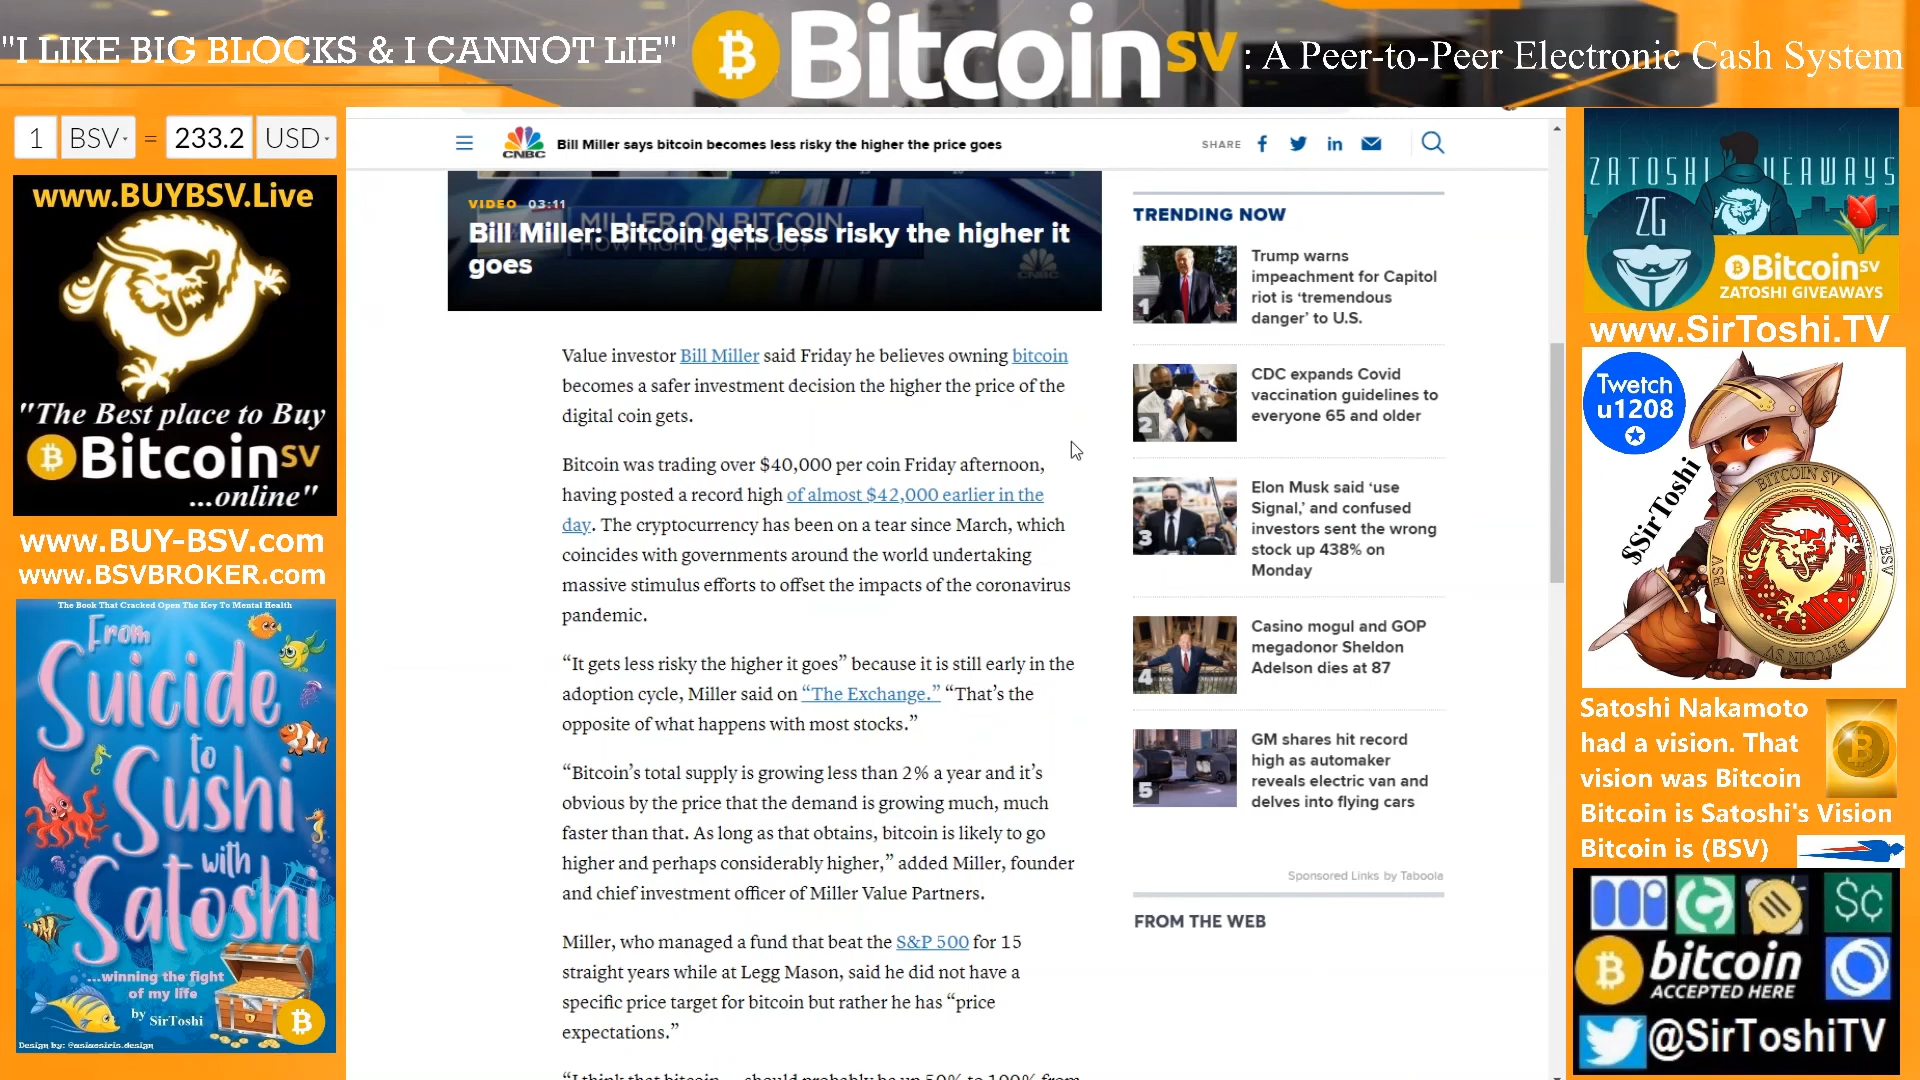 "I LIKE BIG BLOCKS & I CANNOT LIE"
Bitcoin SV : A Peer-to-Peer Electronic Cash System
1 BSV = 233.2 USD
www.BUYBSV.Live
"The Best place to Buy
Bitcoin SV
...online"
www.BUY-BSV.com
www.BSVBROKER.com
The Book That Cracked Open The Key To Mental Health
From
Suicide
to
Sushi
with
Satoshi
...winning the fight
of my life
by SirToshi
CNBC
Bill Miller says bitcoin becomes less risky the higher the price goes
SHARE
VIDEO 03:11
MILLER ON BITCOIN
HOW HIGH CAN IT GO?
Bill Miller: Bitcoin gets less risky the higher it
goes
CNBC
Value investor Bill Miller said Friday he believes owning bitcoin
becomes a safer investment decision the higher the price of the
digital coin gets.
Bitcoin was trading over $40,000 per coin Friday afternoon,
having posted a record high of almost $42,000 earlier in the
day. The cryptocurrency has been on a tear since March, which
coincides with governments around the world undertaking
massive stimulus efforts to offset the impacts of the coronavirus
pandemic.
“It gets less risky the higher it goes” because it is still early in the
adoption cycle, Miller said on “The Exchange.” “That’s the
opposite of what happens with most stocks.”
“Bitcoin’s total supply is growing less than 2% a year and it’s
obvious by the price that the demand is growing much, much
faster than that. As long as that obtains, bitcoin is likely to go
higher and perhaps considerably higher,” added Miller, founder
and chief investment officer of Miller Value Partners.
Miller, who managed a fund that beat the S&P 500 for 15
straight years while at Legg Mason, said he did not have a
specific price target for bitcoin but rather he has “price
expectations.”
TRENDING NOW
1
Trump warns
impeachment for Capitol
riot is ‘tremendous
danger’ to U.S.
2
CDC expands Covid
vaccination guidelines to
everyone 65 and older
3
Elon Musk said ‘use
Signal,’ and confused
investors sent the wrong
stock up 438% on
Monday
4
Casino mogul and GOP
megadonor Sheldon
Adelson dies at 87
5
GM shares hit record
high as automaker
reveals electric van and
delves into flying cars
Sponsored Links by Taboola
FROM THE WEB
ZG
Bitcoin SV
ZATOSHI GIVEAWAYS
www.SirToshi.TV
Twetch
u1208
$SirToshi
BITCOIN SV
BSV
BSV
BITCOIN SV
Satoshi Nakamoto
had a vision. That
vision was Bitcoin
Bitcoin is Satoshi's Vision
Bitcoin is (BSV)
$¢
bitcoin
ACCEPTED HERE
@SirToshiTV